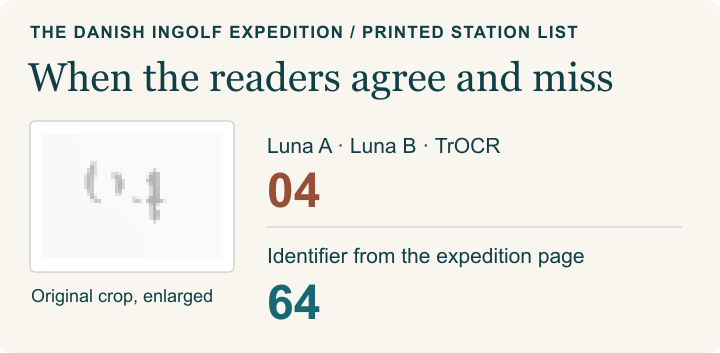 THE DANISH INGOLF EXPEDITION / PRINTED STATION LIST
When the readers agree and miss
Luna A · Luna B · TrOCR
04
Identifier from the expedition page
64
Original crop, enlarged